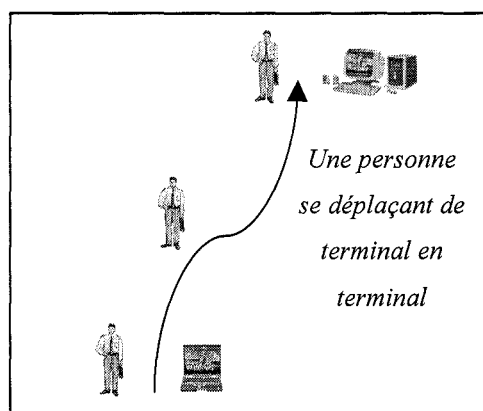 Une personne
se déplaçant de
terminal en
terminal